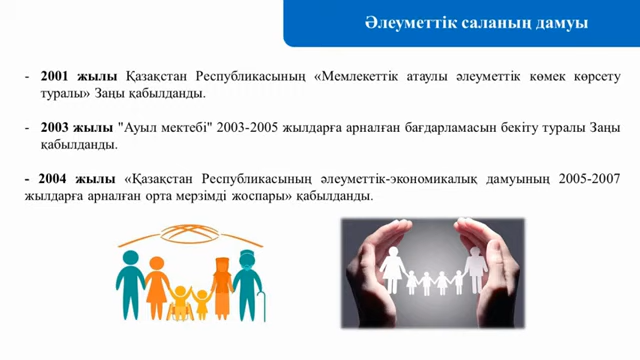 Әлеуметтік саланың дамуы
- 2001 жылы Қазақстан Республикасының «Мемлекеттік атаулы әлеуметтік көмек көрсету
туралы» Заңы қабылданды.
- 2003 жылы "Ауыл мектебі" 2003-2005 жылдарға арналған бағдарламасын бекіту туралы Заңы
қабылданды.
- 2004 жылы «Қазақстан Республикасының әлеуметтік-экономикалық дамуының 2005-2007
жылдарға арналған орта мерзімді жоспары» қабылданды.